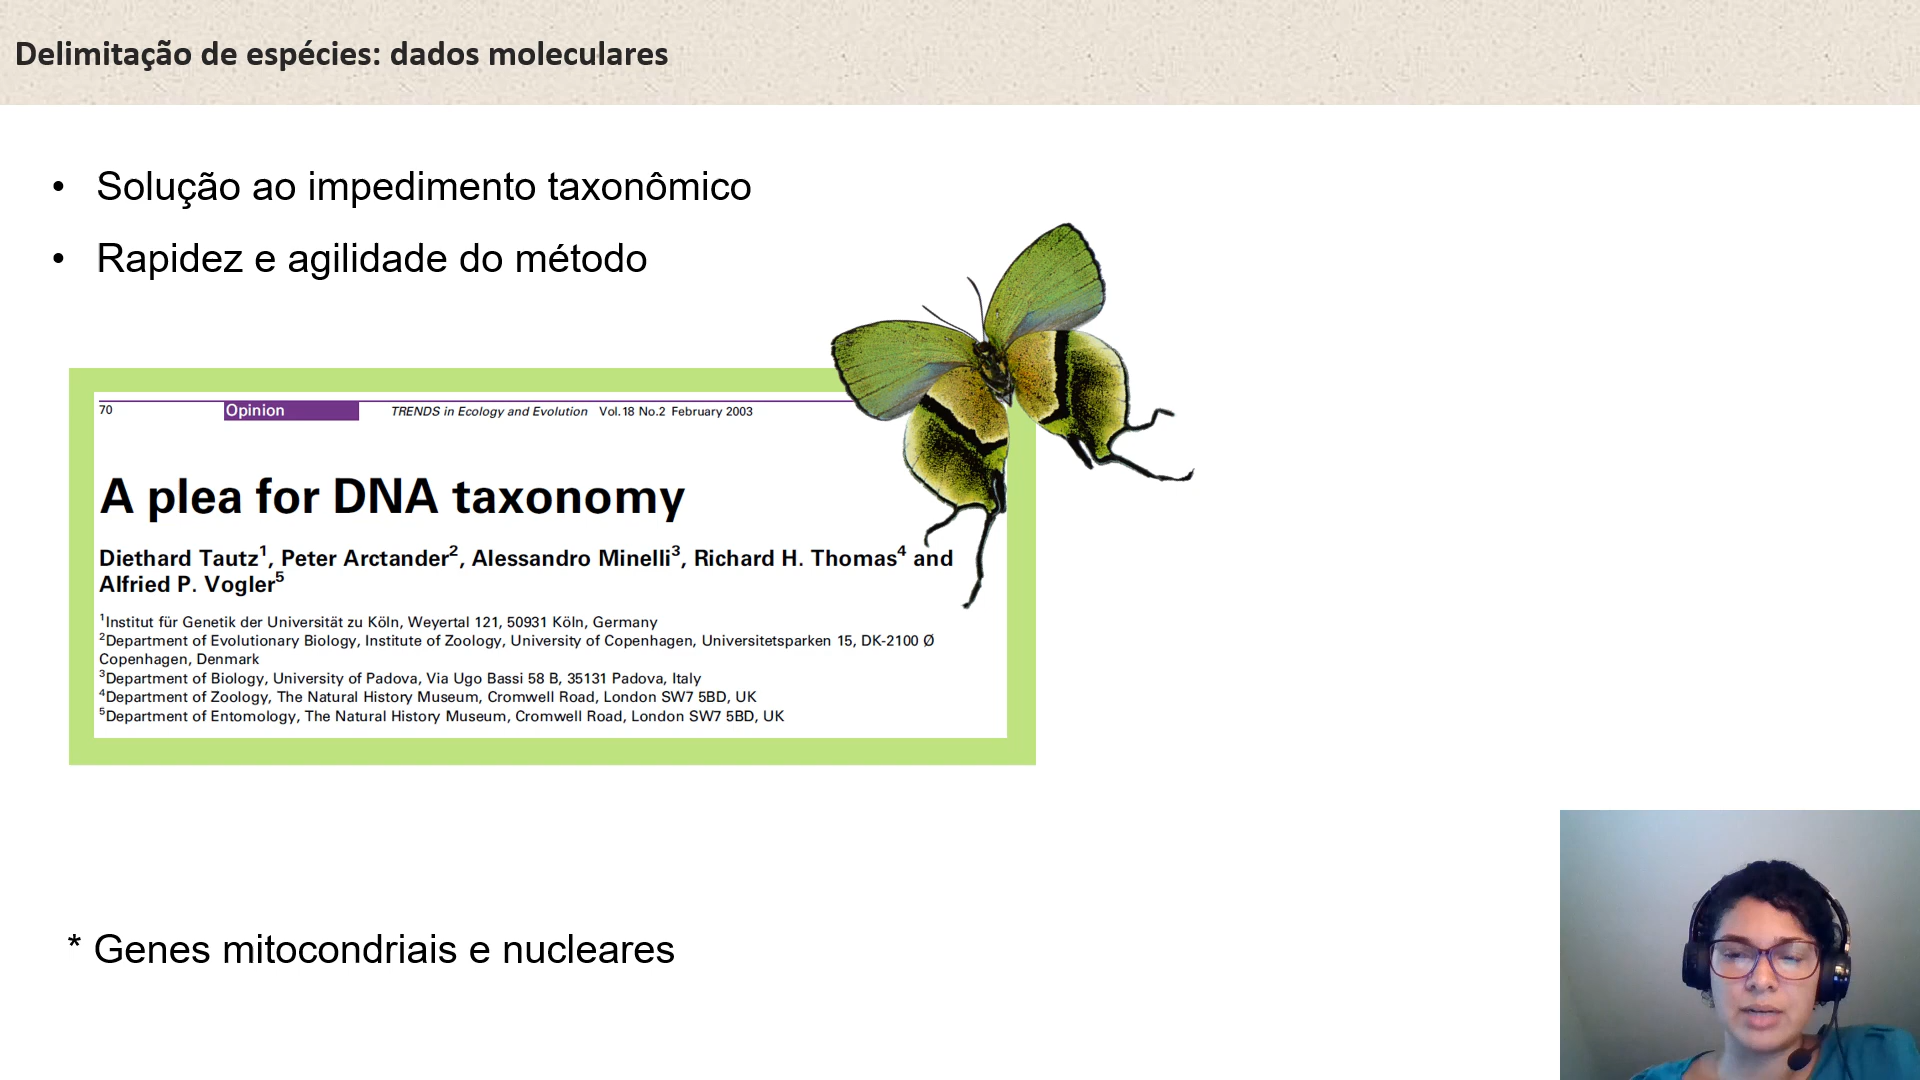 Delimitação de espécies: dados moleculares
• Solução ao impedimento taxonômico
• Rapidez e agilidade do método
70 Opinion TRENDS in Ecology and Evolution Vol.18 No.2 February 2003
A plea for DNA taxonomy
Diethard Tautz1, Peter Arctander2, Alessandro Minelli3, Richard H. Thomas4 and
Alfried P. Vogler5
1Institut für Genetik der Universität zu Köln, Weyertal 121, 50931 Köln, Germany
2Department of Evolutionary Biology, Institute of Zoology, University of Copenhagen, Universitetsparken 15, DK-2100 Ø
Copenhagen, Denmark
3Department of Biology, University of Padova, Via Ugo Bassi 58 B, 35131 Padova, Italy
4Department of Zoology, The Natural History Museum, Cromwell Road, London SW7 5BD, UK
5Department of Entomology, The Natural History Museum, Cromwell Road, London SW7 5BD, UK
* Genes mitocondriais e nucleares